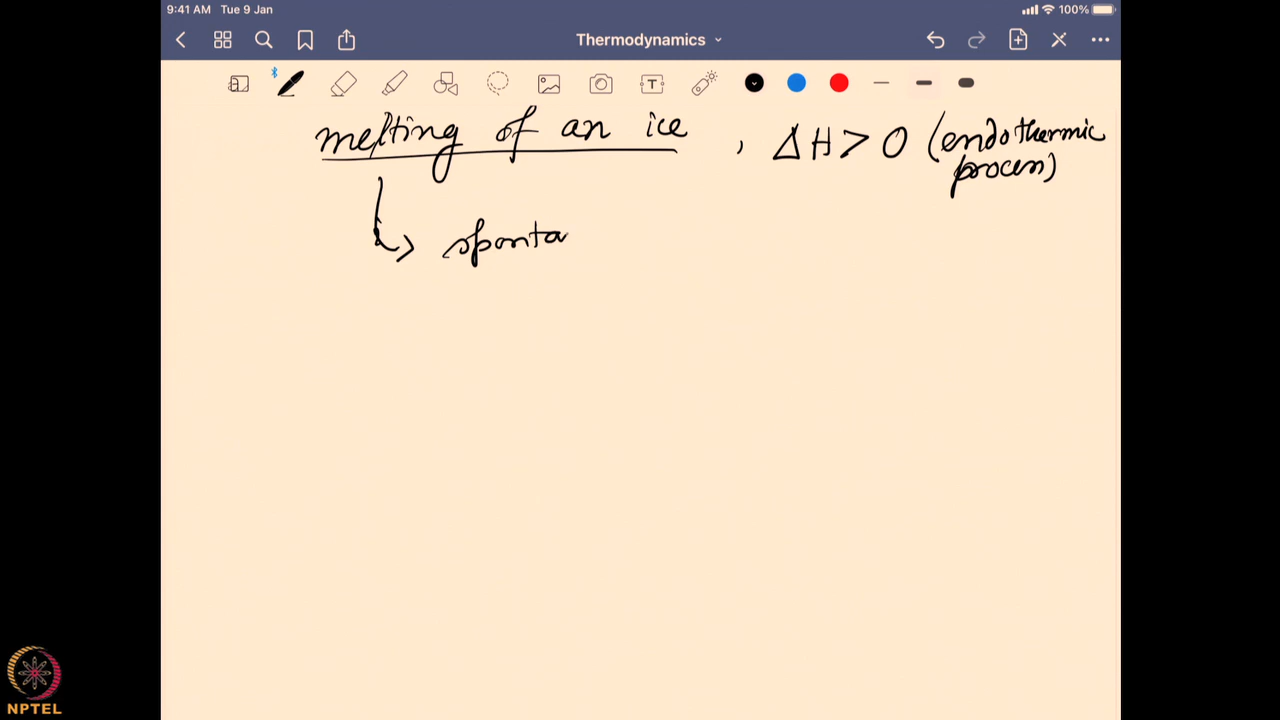 9:41 AM Tue 9 Jan 100%
Thermodynamics
melting of an ice , ΔH > 0 (endothermic
process)
↳ sponta
NPTEL